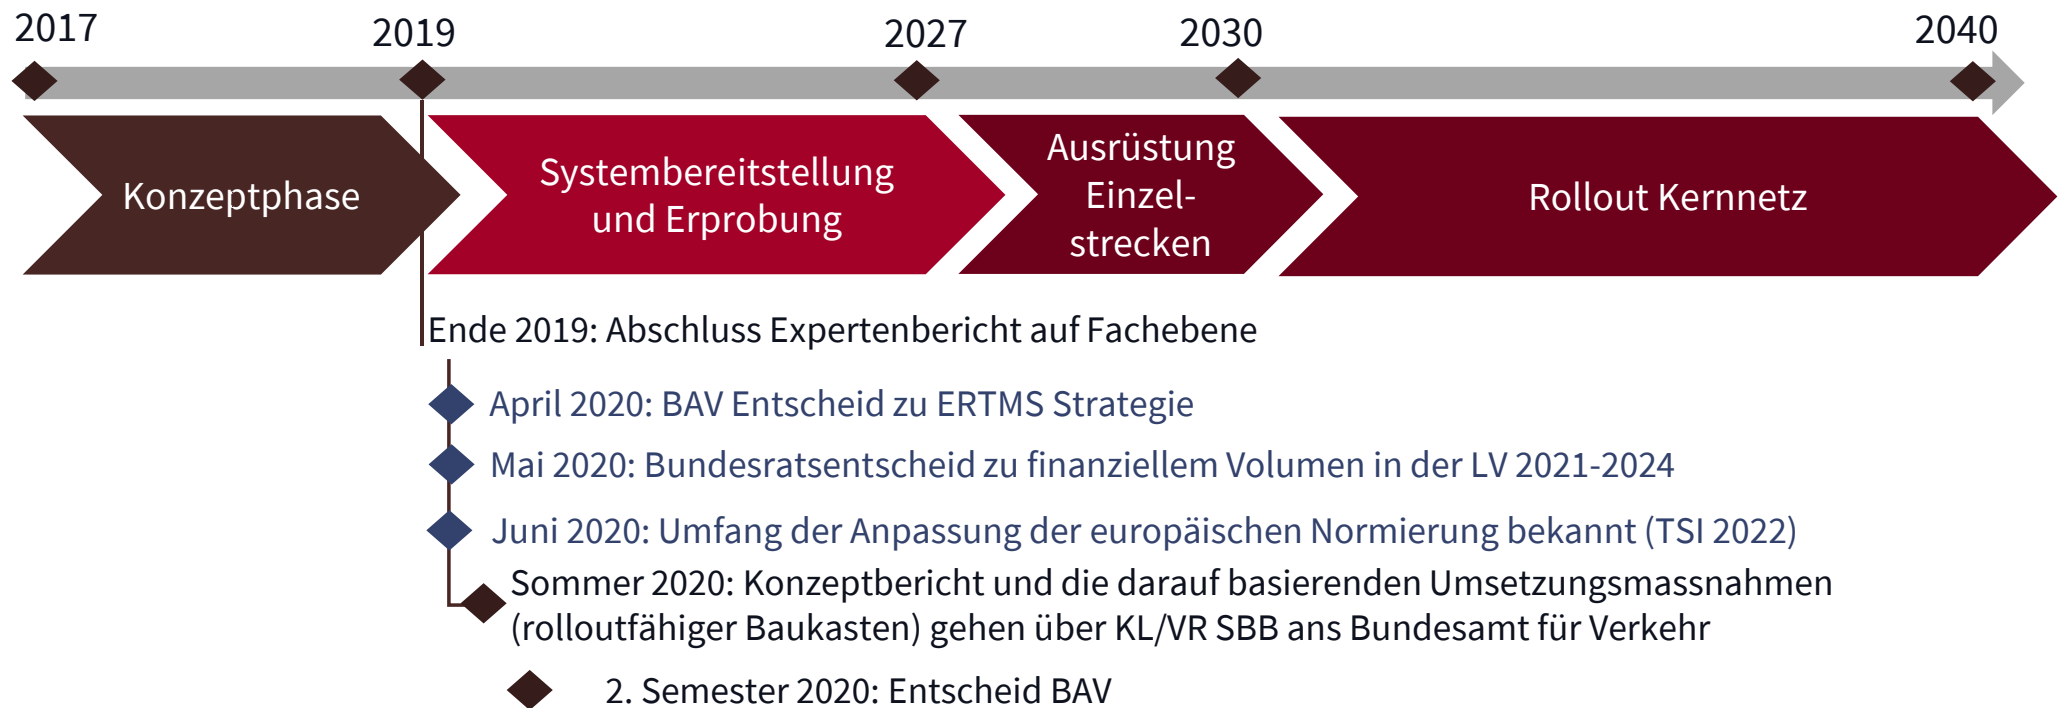 2017
2019
2027
2030
2040
Konzeptphase
Systembereitstellung
und Erprobung
Ausrüstung
Einzel-
strecken
Rollout Kernnetz
Ende 2019: Abschluss Expertenbericht auf Fachebene
April 2020: BAV Entscheid zu ERTMS Strategie
Mai 2020: Bundesratsentscheid zu finanziellem Volumen in der LV 2021-2024
Juni 2020: Umfang der Anpassung der europäischen Normierung bekannt (TSI 2022)
Sommer 2020: Konzeptbericht und die darauf basierenden Umsetzungsmassnahmen
(rolloutfähiger Baukasten) gehen über KL/VR SBB ans Bundesamt für Verkehr
2. Semester 2020: Entscheid BAV